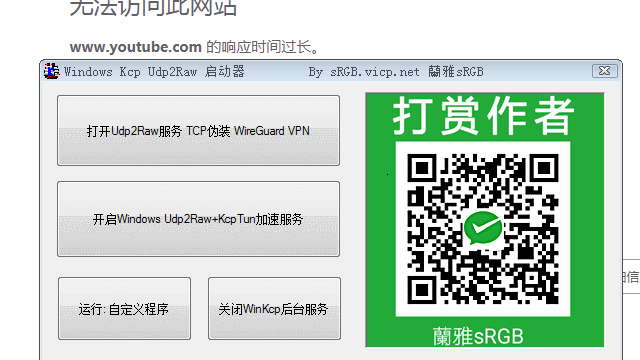 无法访问此网站
www.youtube.com 的响应时间过长。
Windows Kcp Udp2Raw 启动器 By sRGB.vicp.net 蘭雅sRGB
打开Udp2Raw服务 TCP伪装 WireGuard VPN
开启Windows Udp2Raw+KcpTun加速服务
运行: 自定义程序
关闭WinKcp后台服务
打赏作者
蘭雅sRGB
信